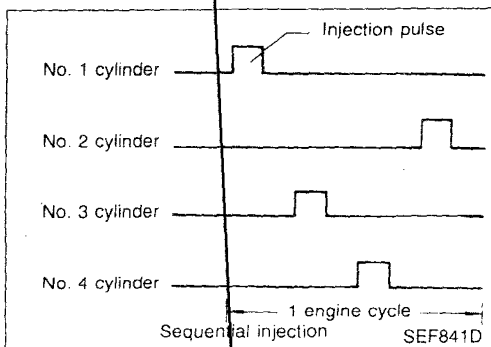 Injection pulse
No. 1 cylinder
No. 2 cylinder
No. 3 cylinder
No. 4 cylinder
1 engine cycle
Sequential injection
SEF841D